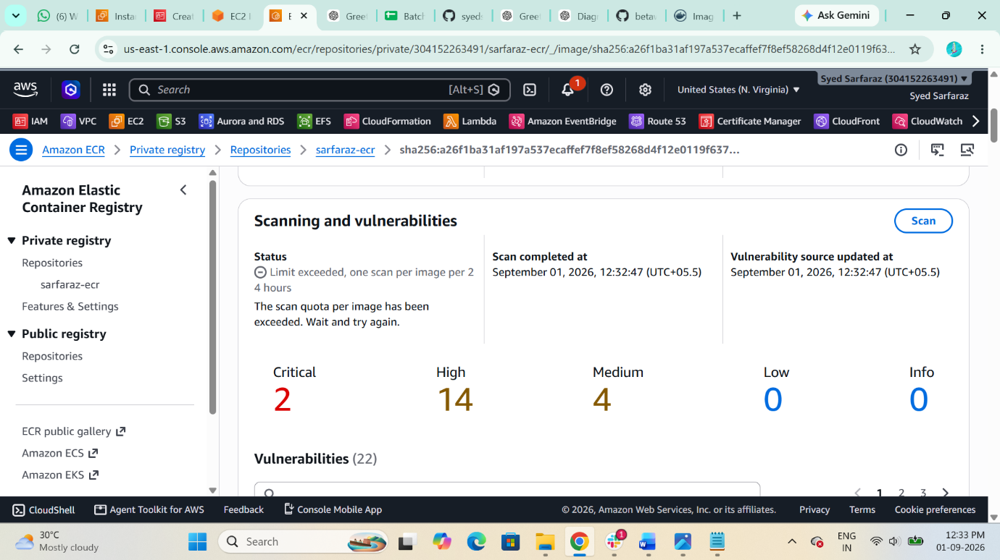 (6) W
Insta
Creat
EC2 I
E
Greet
Batch
syeds
Greet
Diagr
betaw
Imag
Ask Gemini
us-east-1.console.aws.amazon.com/ecr/repositories/private/304152263491/sarfaraz-ecr/_/image/sha256:a26f1ba31af197a537ecaffef7f8ef58268d4f12e0119f63...
aws
Search
[Alt+S]
1
United States (N. Virginia)
Syed Sarfaraz (304152263491)
Syed Sarfaraz
IAM
VPC
EC2
S3
Aurora and RDS
EFS
CloudFormation
Lambda
Amazon EventBridge
Route 53
Certificate Manager
CloudFront
CloudWatch
Amazon ECR
Private registry
Repositories
sarfaraz-ecr
sha256:a26f1ba31af197a537ecaffef7f8ef58268d4f12e0119f637...
Amazon Elastic
Container Registry
Private registry
Repositories
sarfaraz-ecr
Features & Settings
Public registry
Repositories
Settings
ECR public gallery
Amazon ECS
Amazon EKS
Scanning and vulnerabilities
Scan
Status
Limit exceeded, one scan per image per 2
4 hours
The scan quota per image has been
exceeded. Wait and try again.
Scan completed at
September 01, 2026, 12:32:47 (UTC+05.5)
Vulnerability source updated at
September 01, 2026, 12:32:47 (UTC+05.5)
Critical
2
High
14
Medium
4
Low
0
Info
0
Vulnerabilities (22)
1 2 3
CloudShell
Agent Toolkit for AWS
Feedback
Console Mobile App
© 2026, Amazon Web Services, Inc. or its affiliates.
Privacy
Terms
Cookie preferences
30°C
Mostly cloudy
Search
1
ENG
IN
12:33 PM
01-09-2026